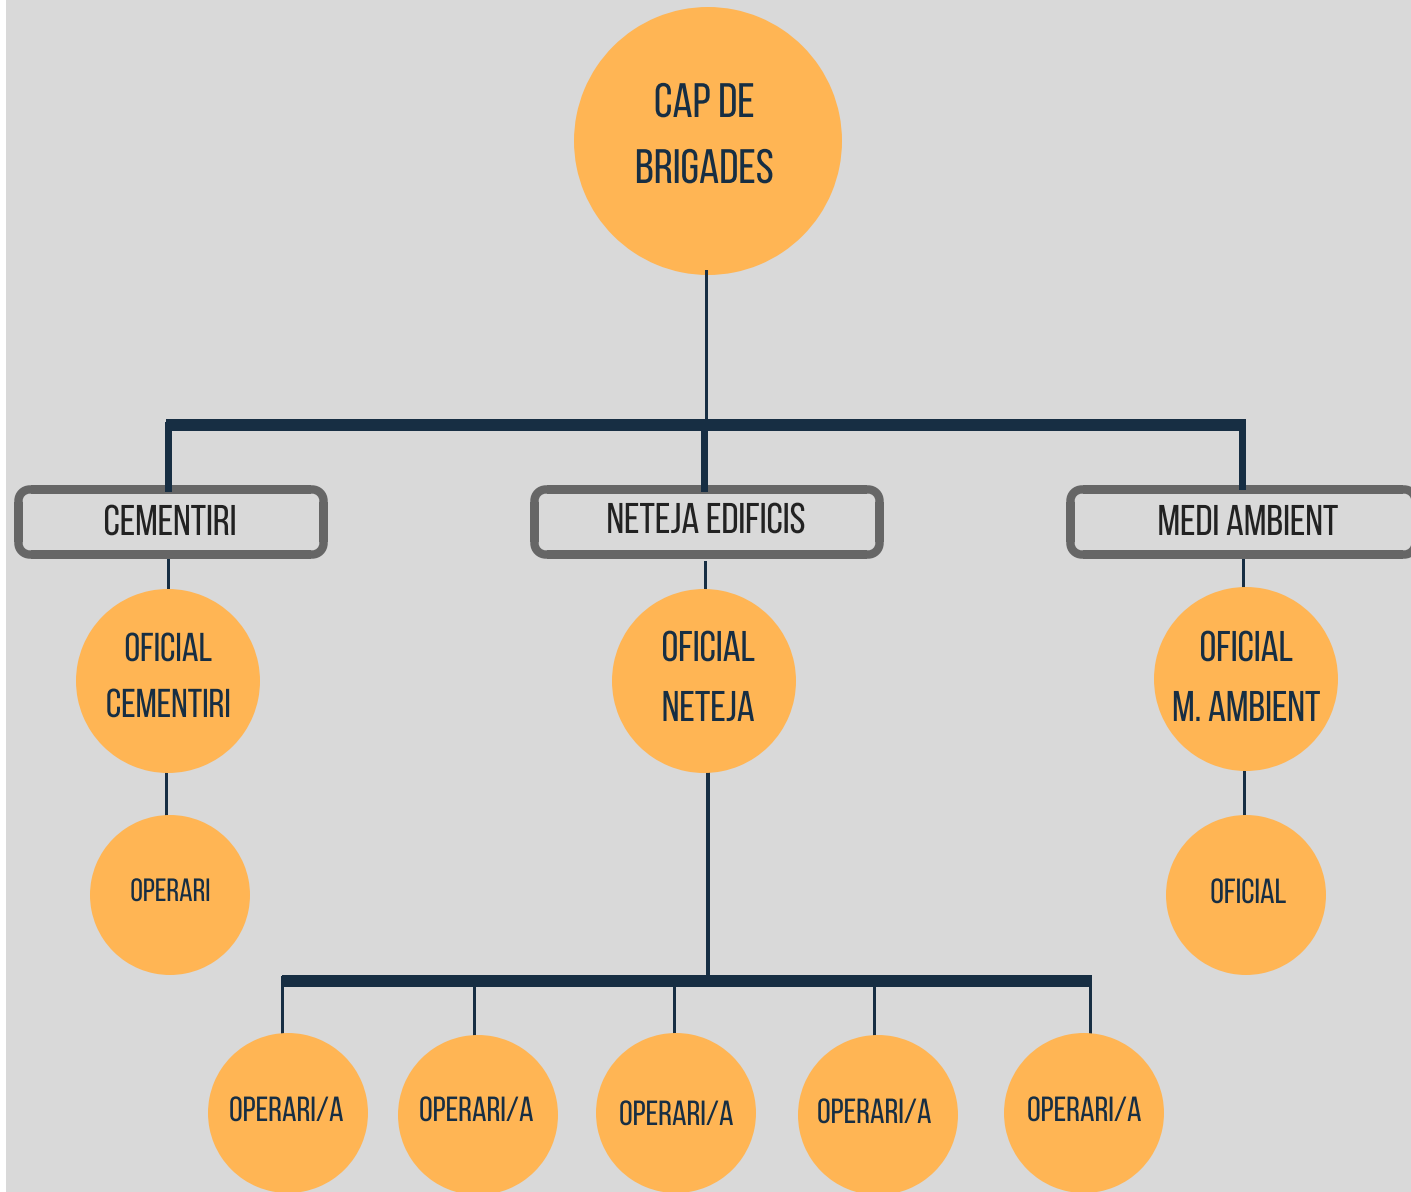 CAP DE
BRIGADES
CEMENTIRI
NETEJA EDIFICIS
MEDI AMBIENT
OFICIAL
CEMENTIRI
OFICIAL
NETEJA
OFICIAL
M. AMBIENT
OPERARI
OFICIAL
OPERARI/A
OPERARI/A
OPERARI/A
OPERARI/A
OPERARI/A